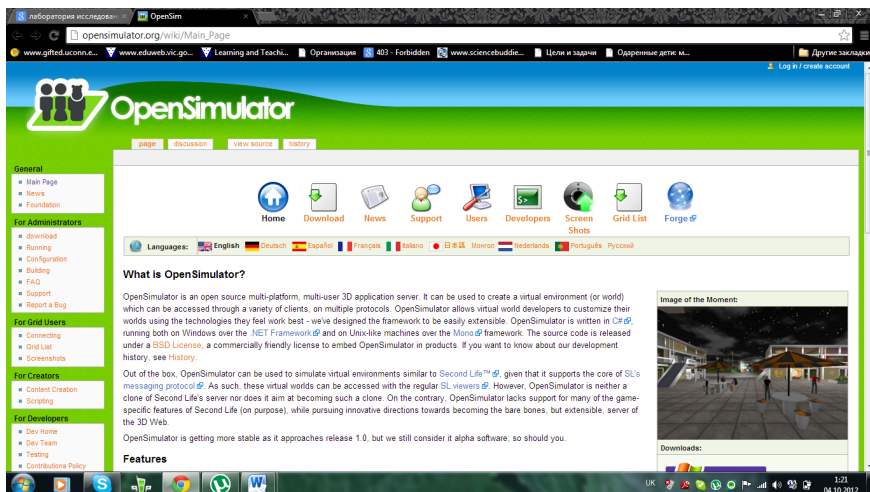 лаборатория исследован
OpenSim
opensimulator.org/wiki/Main_Page
www.gifted.uconn.e...
www.eduweb.vic.go...
Learning and Teachi...
Организация
403 - Forbidden
www.sciencebuddie...
Цели и задачи
Одаренные дети: м...
Другие закладки
Log in / create account
OpenSimulator
page
discussion
view source
history
General
Main Page
News
Foundation
For Administrators
download
Running
Configuration
Building
FAQ
Support
Report a Bug
For Grid Users
Connecting
Grid List
Screenshots
For Creators
Content Creation
Scripting
For Developers
Dev Home
Dev Team
Testing
Contributions Policy
Home
Download
News
Support
Users
Developers
Screen
Shots
Grid List
Forge
Languages: English Deutsch Español Français Italiano 日本語 Монгол Nederlands Português Русский
What is OpenSimulator?
OpenSimulator is an open source multi-platform, multi-user 3D application server. It can be used to create a virtual environment (or world)
which can be accessed through a variety of clients, on multiple protocols. OpenSimulator allows virtual world developers to customize their
worlds using the technologies they feel work best - we've designed the framework to be easily extensible. OpenSimulator is written in C#,
running both on Windows over the .NET Framework and on Unix-like machines over the Mono framework. The source code is released
under a BSD License, a commercially friendly license to embed OpenSimulator in products. If you want to know about our development
history, see History.
Out of the box, OpenSimulator can be used to simulate virtual environments similar to Second Life™, given that it supports the core of SL's
messaging protocol. As such, these virtual worlds can be accessed with the regular SL viewers. However, OpenSimulator is neither a
clone of Second Life's server nor does it aim at becoming such a clone. On the contrary, OpenSimulator lacks support for many of the game-
specific features of Second Life (on purpose), while pursuing innovative directions towards becoming the bare bones, but extensible, server of
the 3D Web.
OpenSimulator is getting more stable as it approaches release 1.0, but we still consider it alpha software; so should you.
Features
Image of the Moment:
Downloads:
UK
1:21
04.10.2012